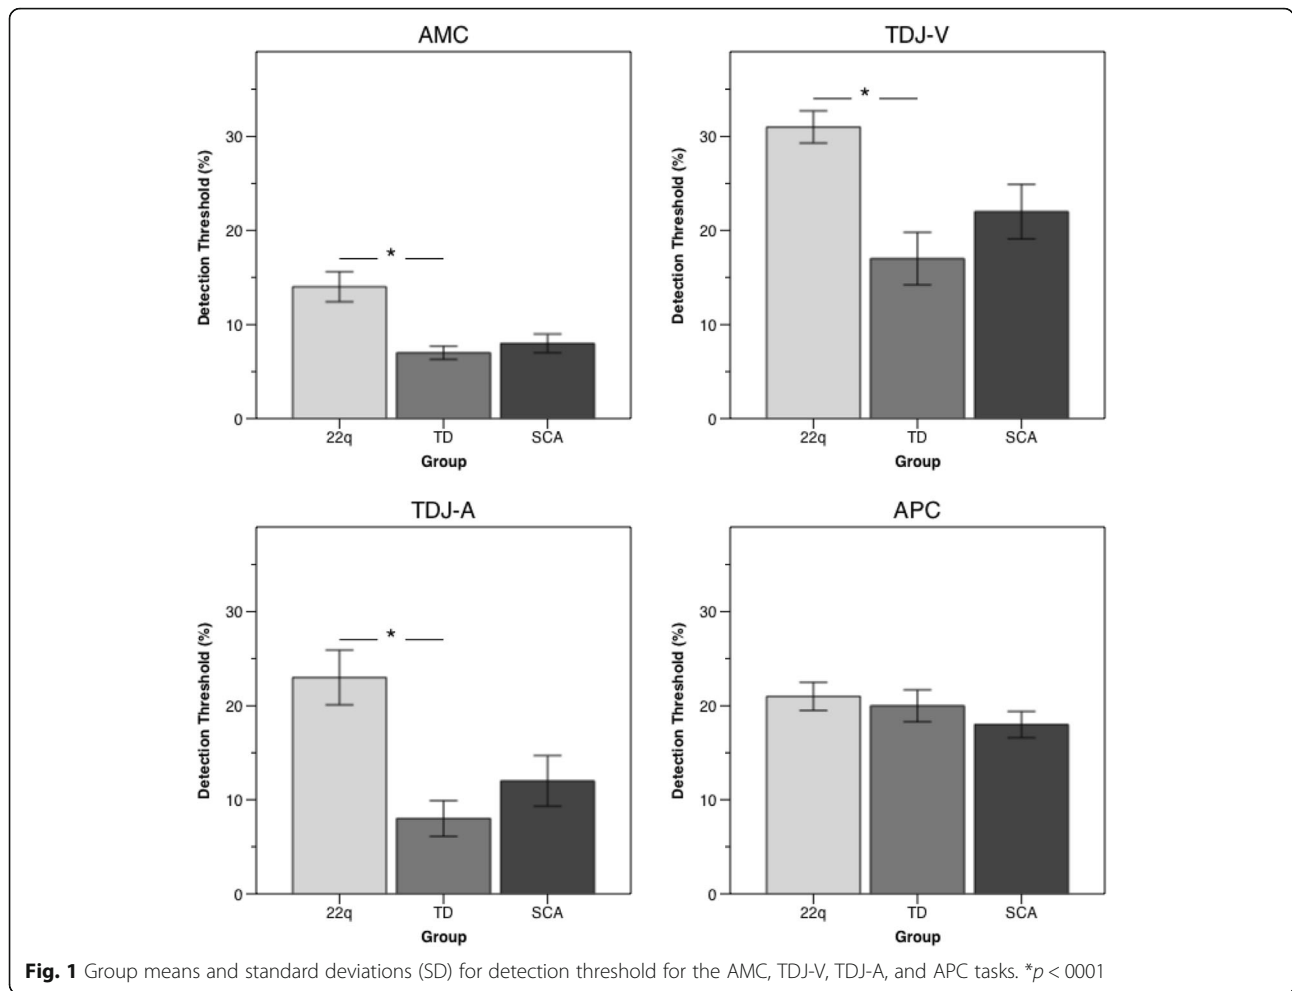 AMC
Detection Threshold (%)
30
20
10
0
*
22q TD SCA
Group
TDJ-V
Detection Threshold (%)
30
20
10
0
*
22q TD SCA
Group
TDJ-A
Detection Threshold (%)
30
20
10
0
*
22q TD SCA
Group
APC
Detection Threshold (%)
30
20
10
0
22q TD SCA
Group
Fig. 1 Group means and standard deviations (SD) for detection threshold for the AMC, TDJ-V, TDJ-A, and APC tasks. *p < 0001